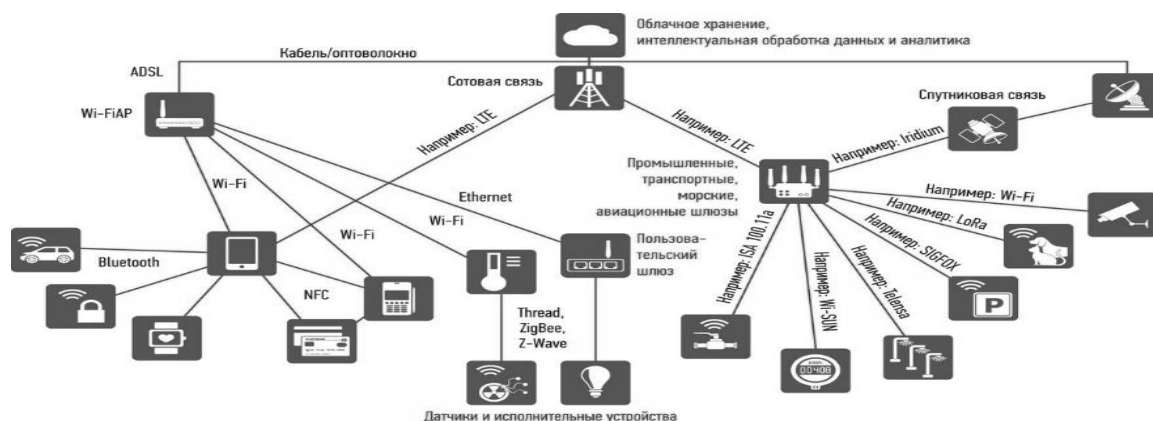 Облачное хранение,
интеллектуальная обработка данных и аналитика
Кабель/оптоволокно
ADSL
Сотовая связь
Спутниковая связь
Wi-FiAP
Например: LTE
Например: LTE
Например: Iridium
Промышленные,
транспортные,
морские,
авиационные шлюзы
Wi-Fi
Ethernet
Wi-Fi
Wi-Fi
Например: Wi-Fi
Например: LoRa
Например: SIGFOX
Например: Telensa
Например: Wi-SUN
Например: ISA 100.11a
Пользова-
тельский
шлюз
Bluetooth
NFC
P
Thread,
ZigBee,
Z-Wave
00408
Датчики и исполнительные устройства